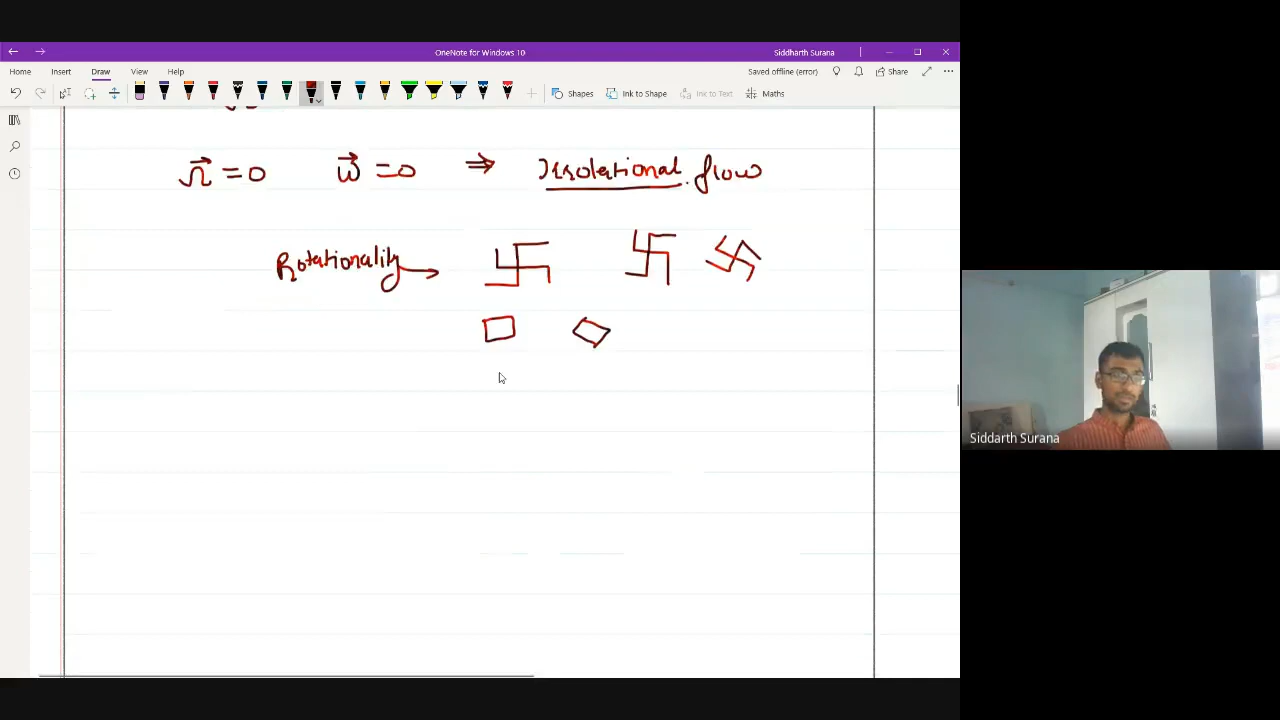 OneNote for Windows 10
Siddharth Surana
Home Insert Draw View Help
Saved offline (error)
Share
Shapes
Ink to Shape
Ink to Text
Maths
Ω⃗ = 0 ω⃗ = 0 ⇒ Irrotational flow
Rotationality →
Siddarth Surana